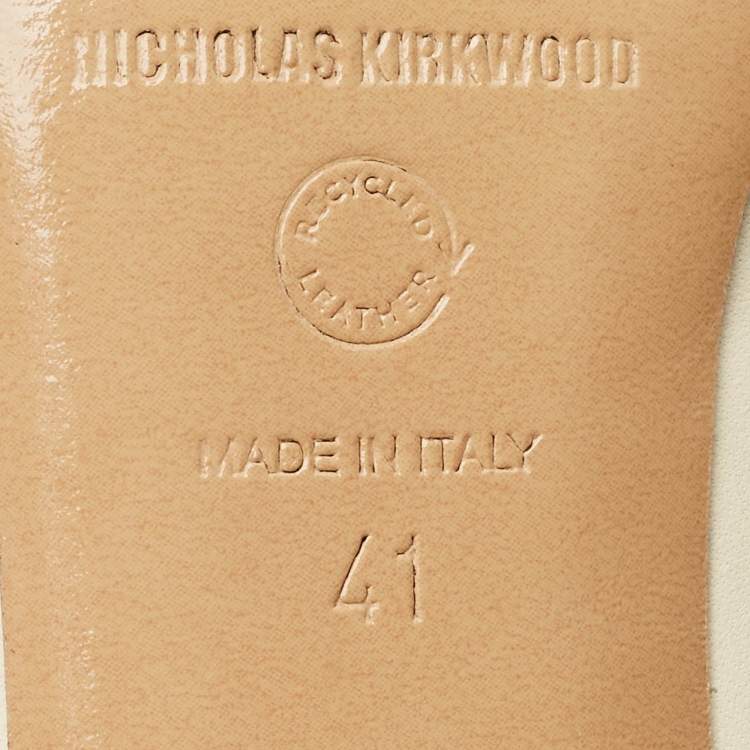 NICHOLAS KIRKWOOD
RECYCLED
LEATHER
MADE IN ITALY
41